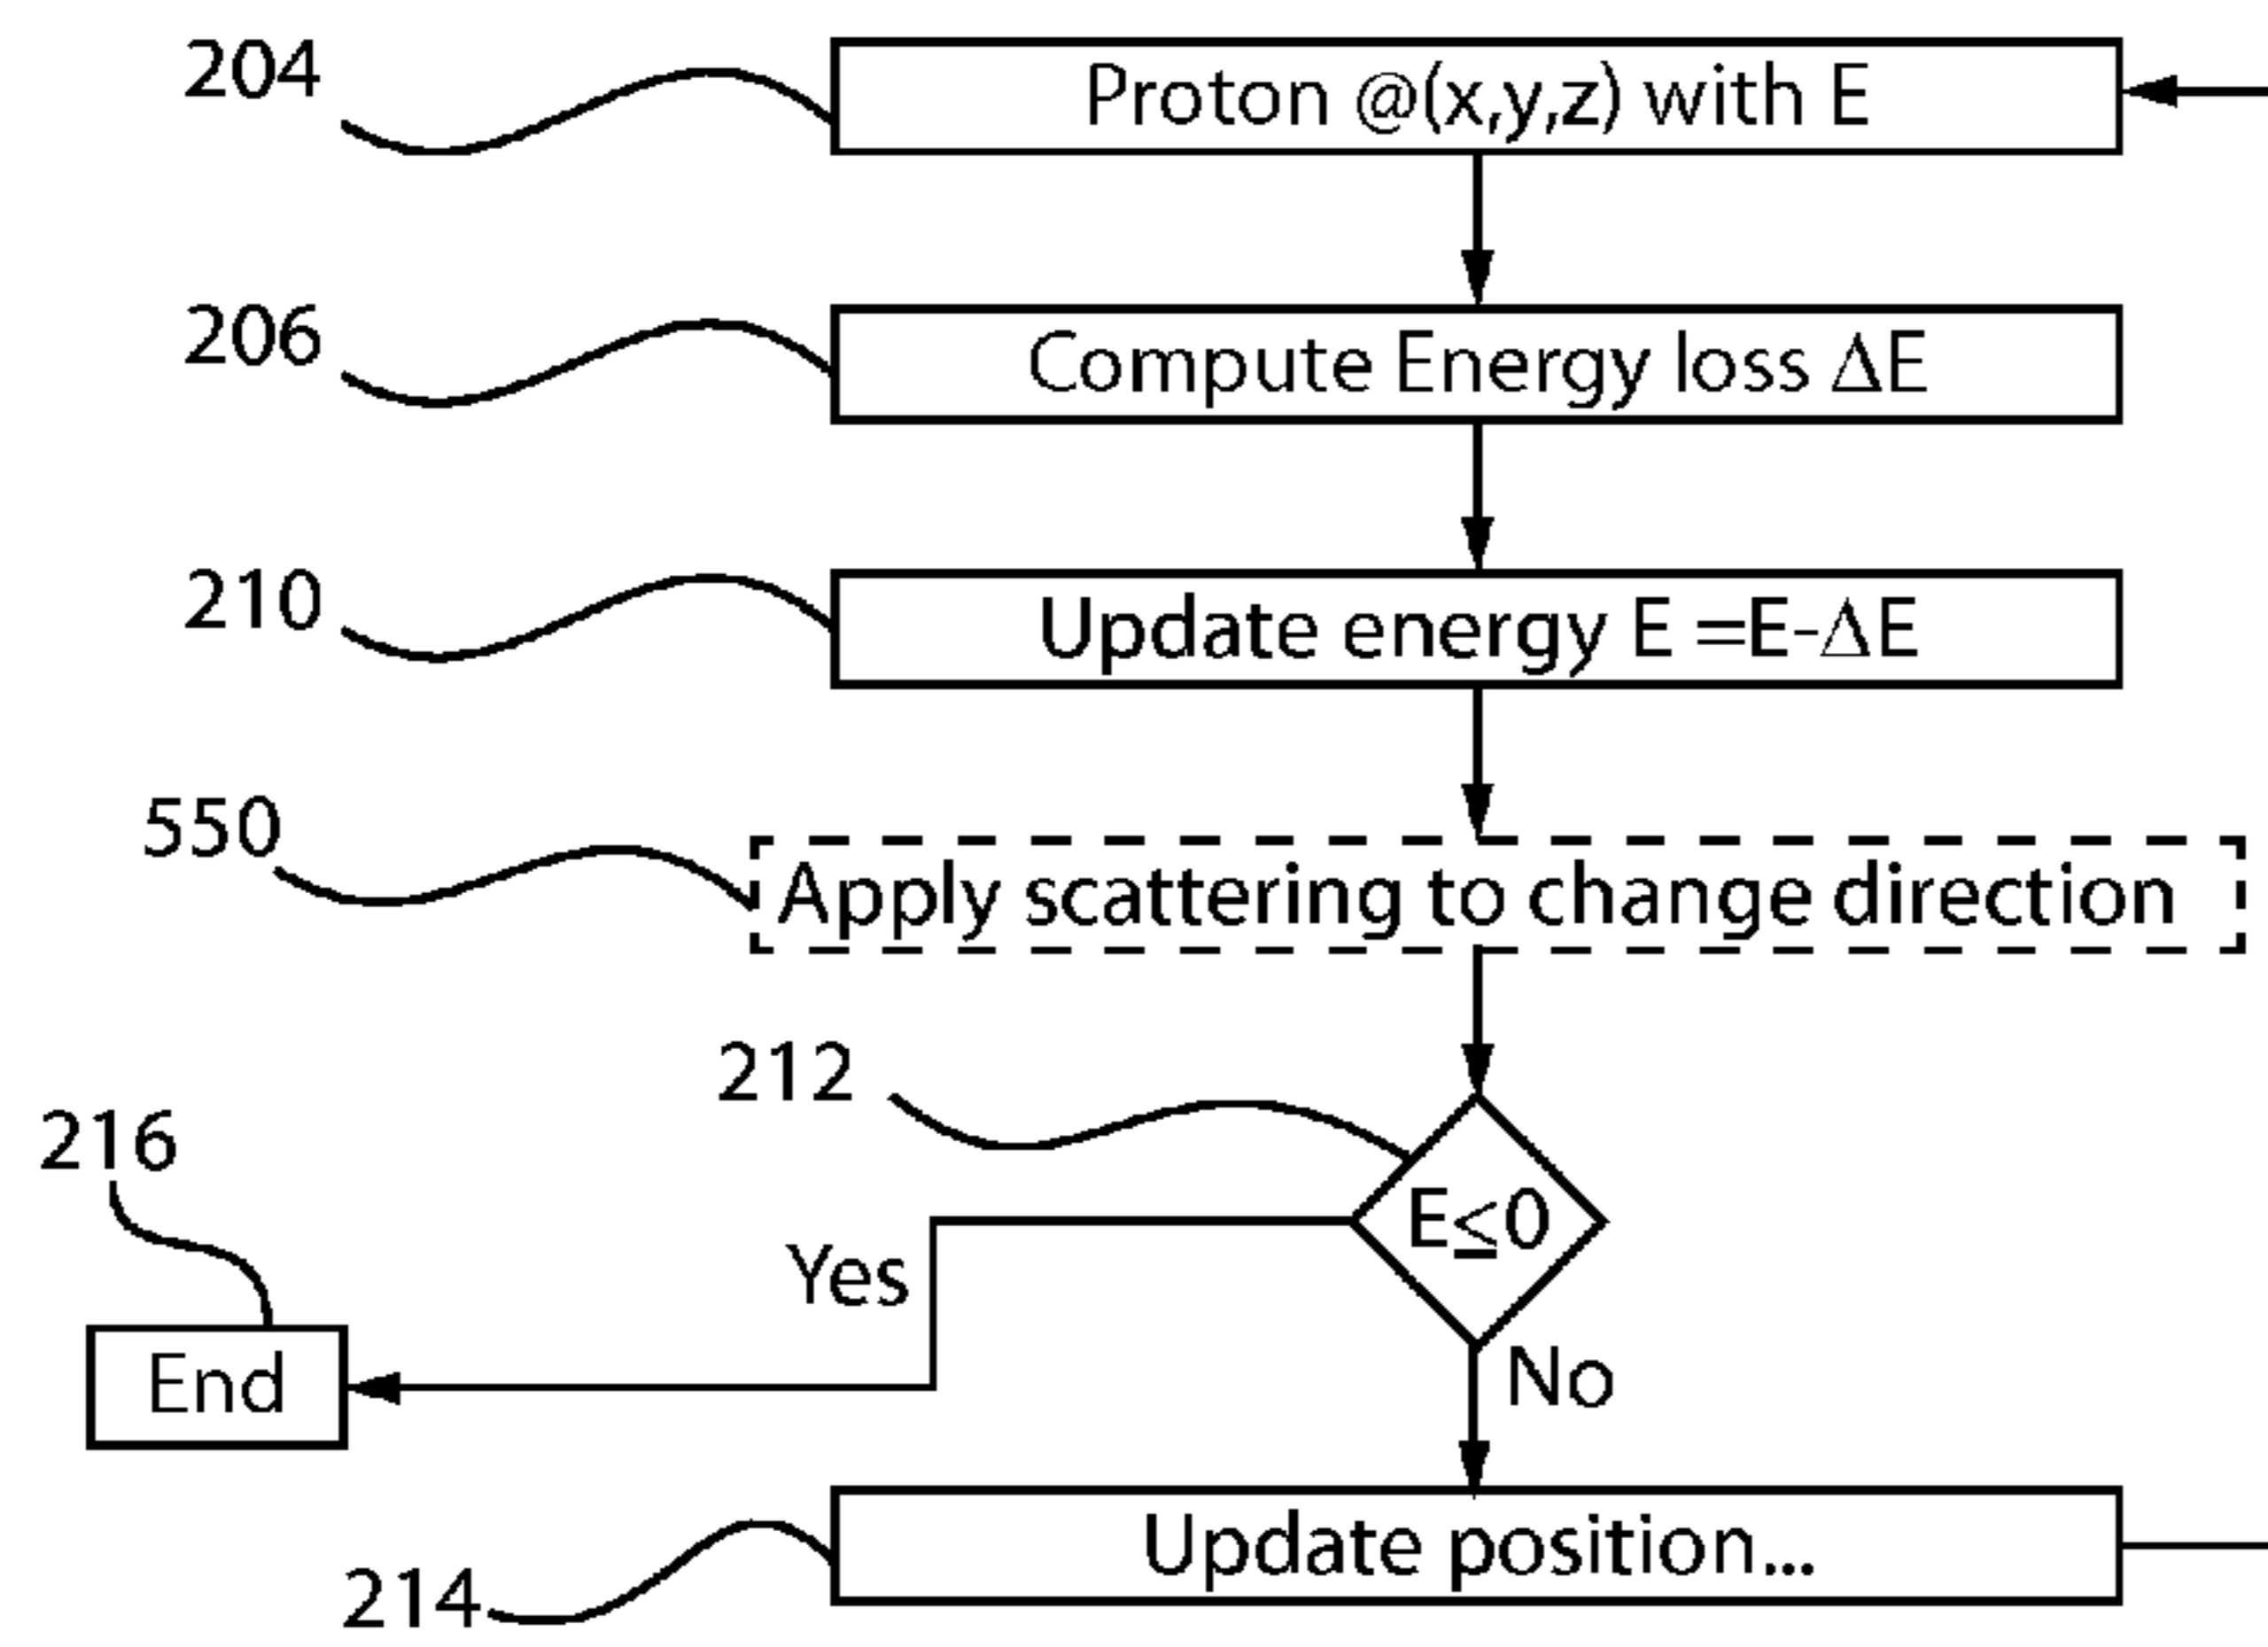 204
Proton @(x,y,z) with E
206
Compute Energy loss ΔE
210
Update energy E =E-ΔE
550
Apply scattering to change direction
212
216
E≤0
Yes
End
No
Update position...
214